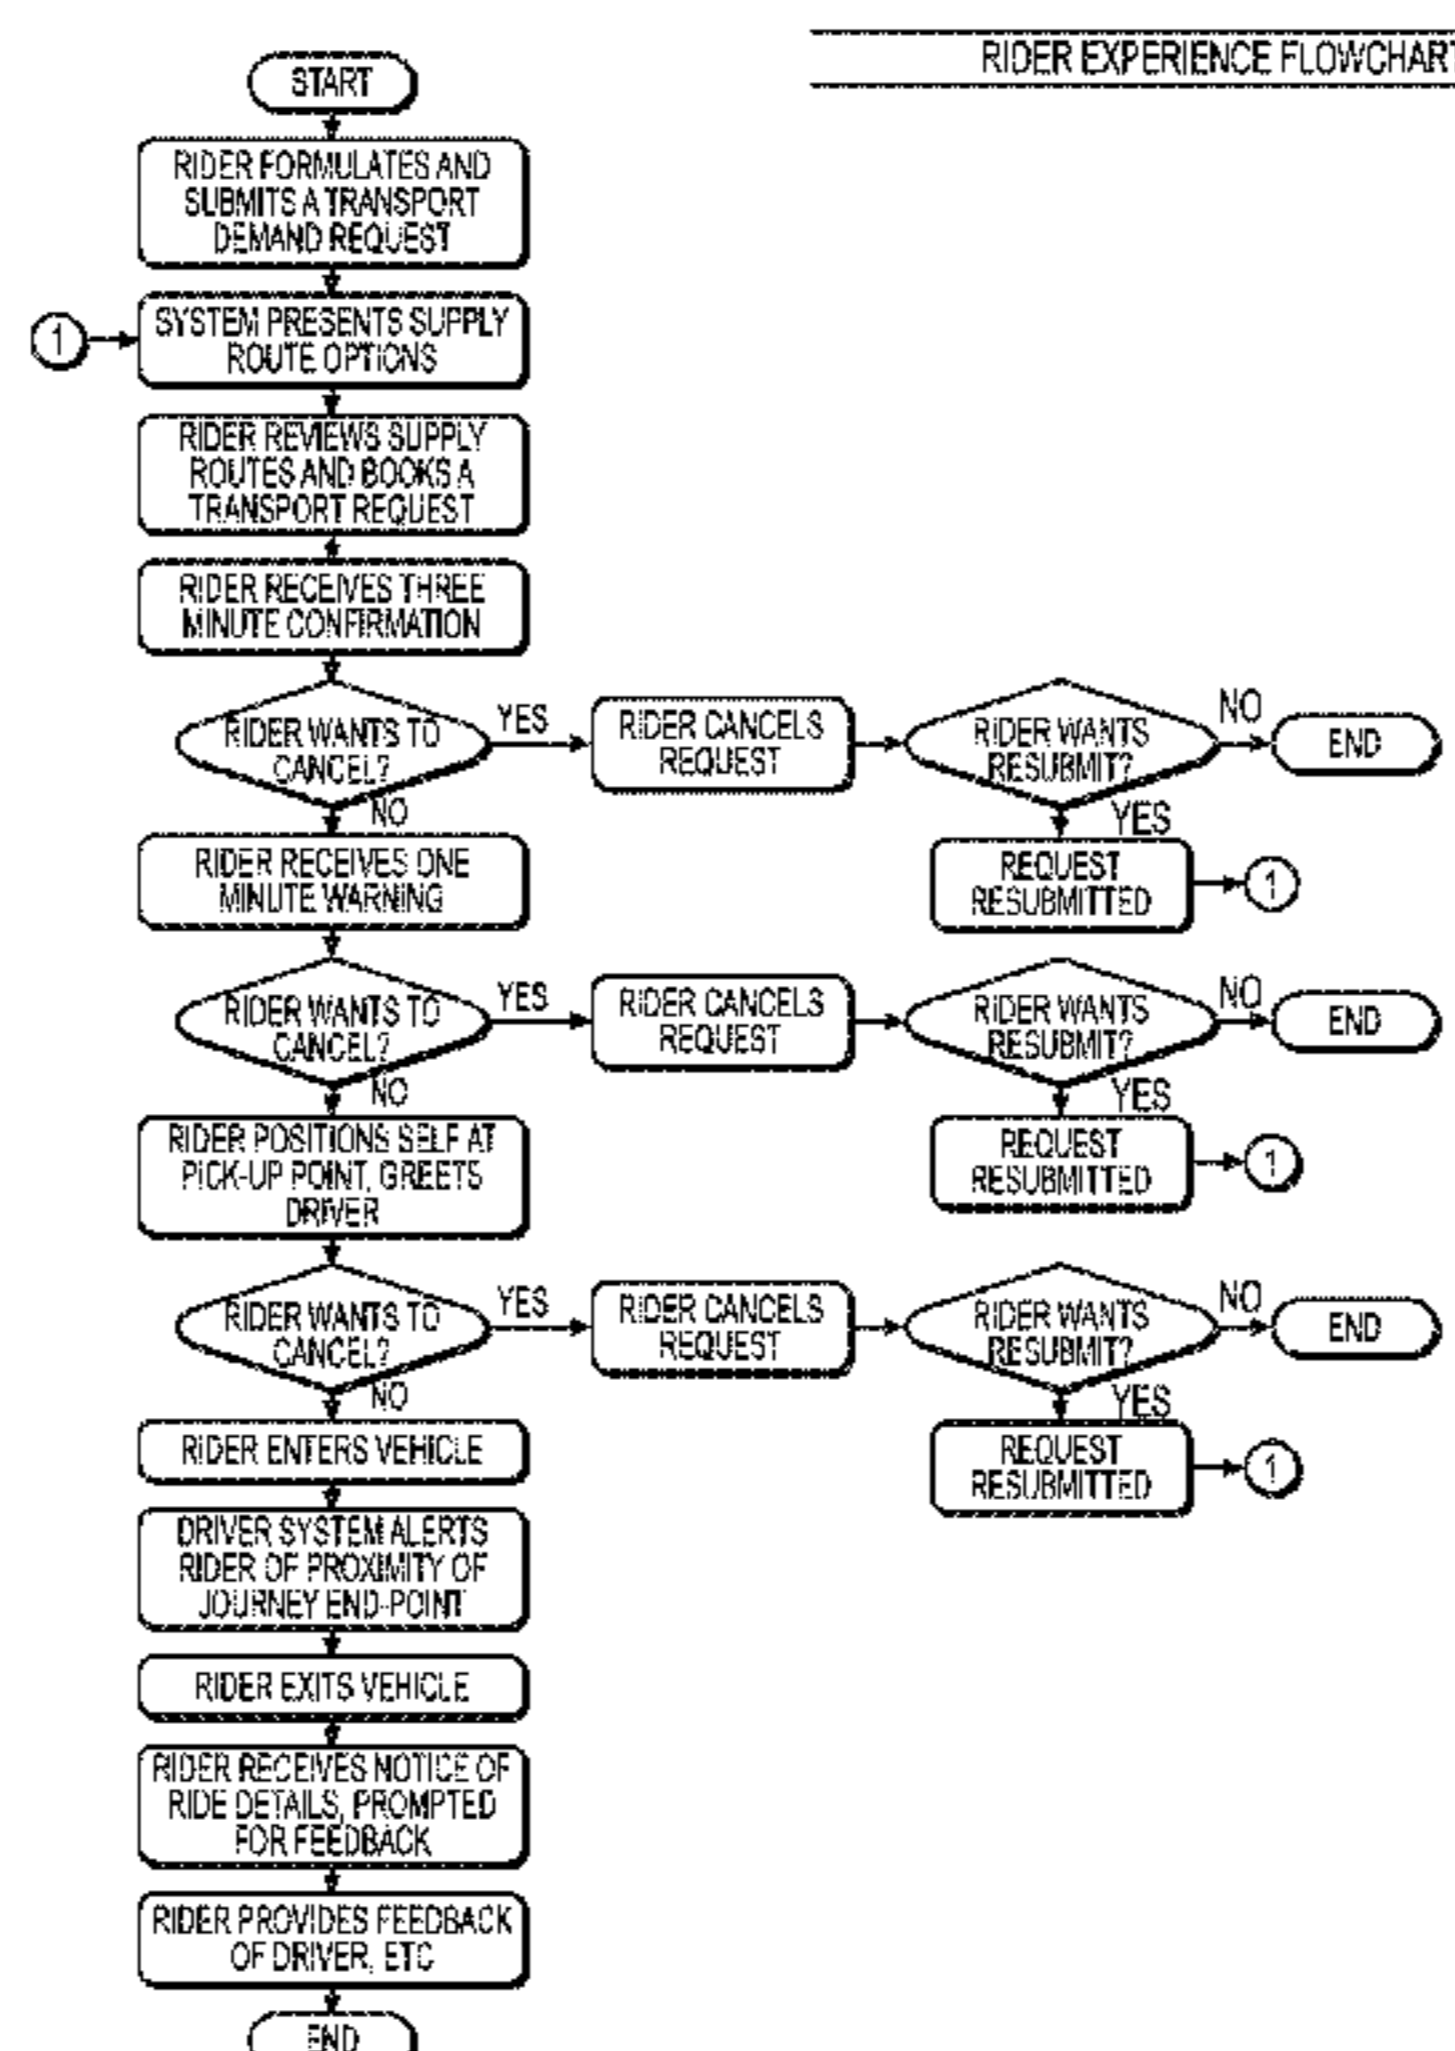 RIDER EXPERIENCE FLOWCHART
START
RIDER FORMULATES AND
SUBMITS A TRANSPORT
DEMAND REQUEST
1
SYSTEM PRESENTS SUPPLY
ROUTE OPTIONS
RIDER REVIEWS SUPPLY
ROUTES AND BOOKS A
TRANSPORT REQUEST
RIDER RECEIVES THREE
MINUTE CONFIRMATION
RIDER WANTS TO
CANCEL?
YES
RIDER CANCELS
REQUEST
RIDER WANTS
RESUBMIT?
NO
END
YES
REQUEST
RESUBMITTED
1
NO
RIDER RECEIVES ONE
MINUTE WARNING
RIDER WANTS TO
CANCEL?
YES
RIDER CANCELS
REQUEST
RIDER WANTS
RESUBMIT?
NO
END
YES
REQUEST
RESUBMITTED
1
NO
RIDER POSITIONS SELF AT
PICK-UP POINT, GREETS
DRIVER
RIDER WANTS TO
CANCEL?
YES
RIDER CANCELS
REQUEST
RIDER WANTS
RESUBMIT?
NO
END
YES
REQUEST
RESUBMITTED
1
NO
RIDER ENTERS VEHICLE
DRIVER SYSTEM ALERTS
RIDER OF PROXIMITY OF
JOURNEY END-POINT
RIDER EXITS VEHICLE
RIDER RECEIVES NOTICE OF
RIDE DETAILS, PROMPTED
FOR FEEDBACK
RIDER PROVIDES FEEDBACK
OF DRIVER, ETC
END